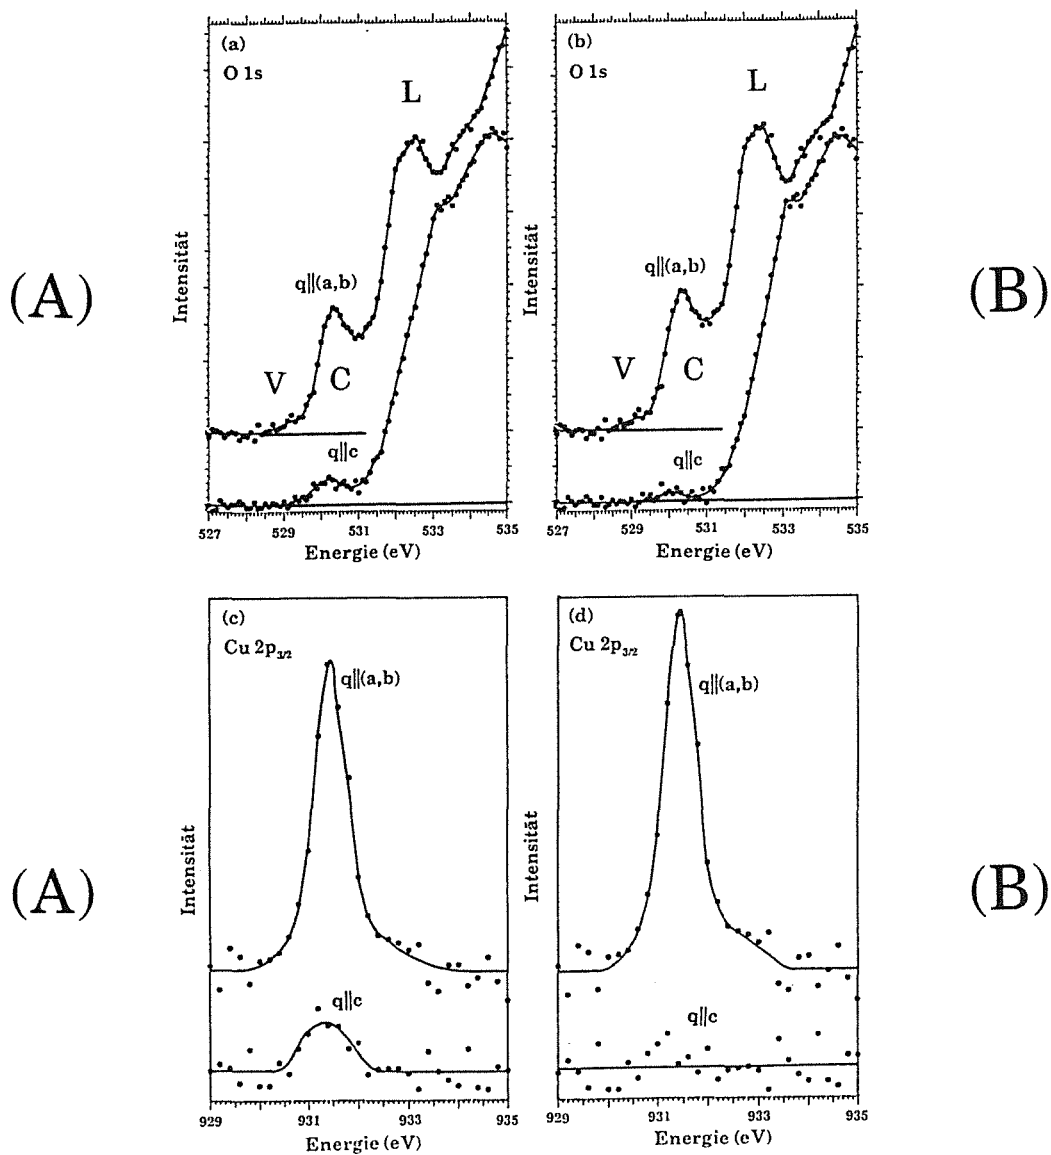 (a)
O 1s
L
q||(a,b)
V
C
q||c
Intensität
527
529
531
533
535
Energie (eV)
(A)
(b)
O 1s
L
q||(a,b)
V
C
q||c
Intensität
527
529
531
533
535
Energie (eV)
(B)
(c)
Cu 2p3/2
q||(a,b)
q||c
Intensität
929
931
933
935
Energie (eV)
(A)
(d)
Cu 2p3/2
q||(a,b)
q||c
Intensität
929
931
933
935
Energie (eV)
(B)